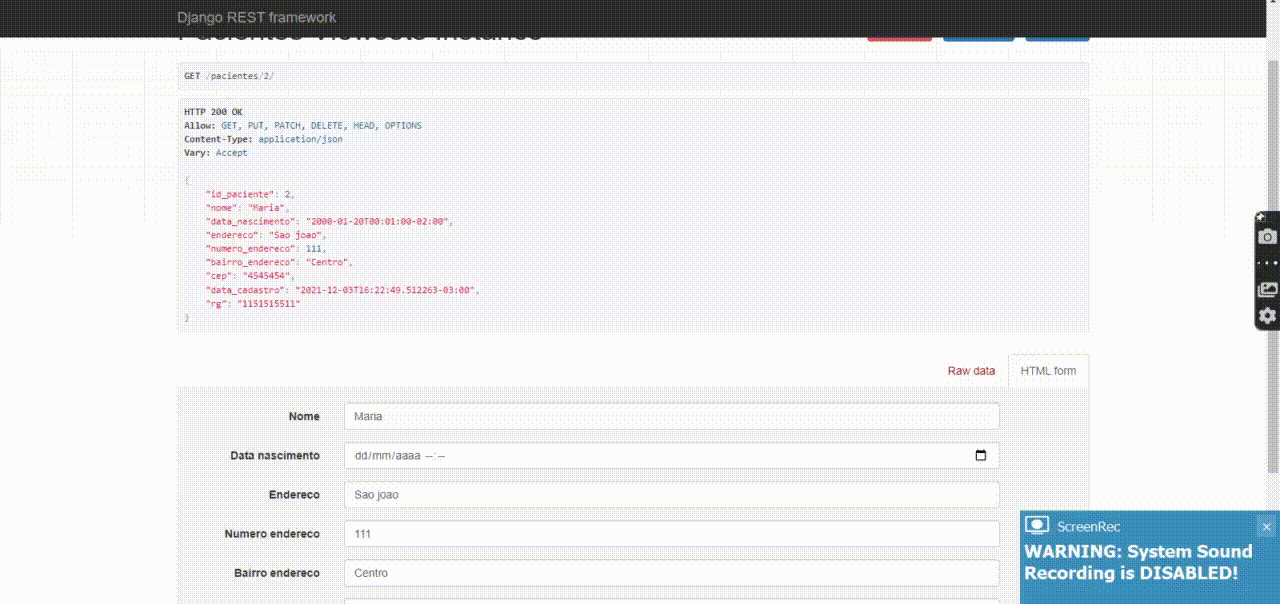 Django REST framework
GET /pacientes/2/
HTTP 200 OK
Allow: GET, PUT, PATCH, DELETE, HEAD, OPTIONS
Content-Type: application/json
Vary: Accept
{
"id_paciente": 2,
"nome": "Maria",
"data_nascimento": "2000-01-20T00:01:00-02:00",
"endereco": "Sao joao",
"numero_endereco": 111,
"bairro_endereco": "Centro",
"cep": "4545454",
"data_cadastro": "2021-12-03T16:22:49.512263-03:00",
"rg": "1151515511"
}
Raw data HTML form
Nome Maria
Data nascimento dd/mm/aaaa --:--
Endereco Sao joao
Numero endereco 111
Bairro endereco Centro
ScreenRec
WARNING: System Sound
Recording is DISABLED!